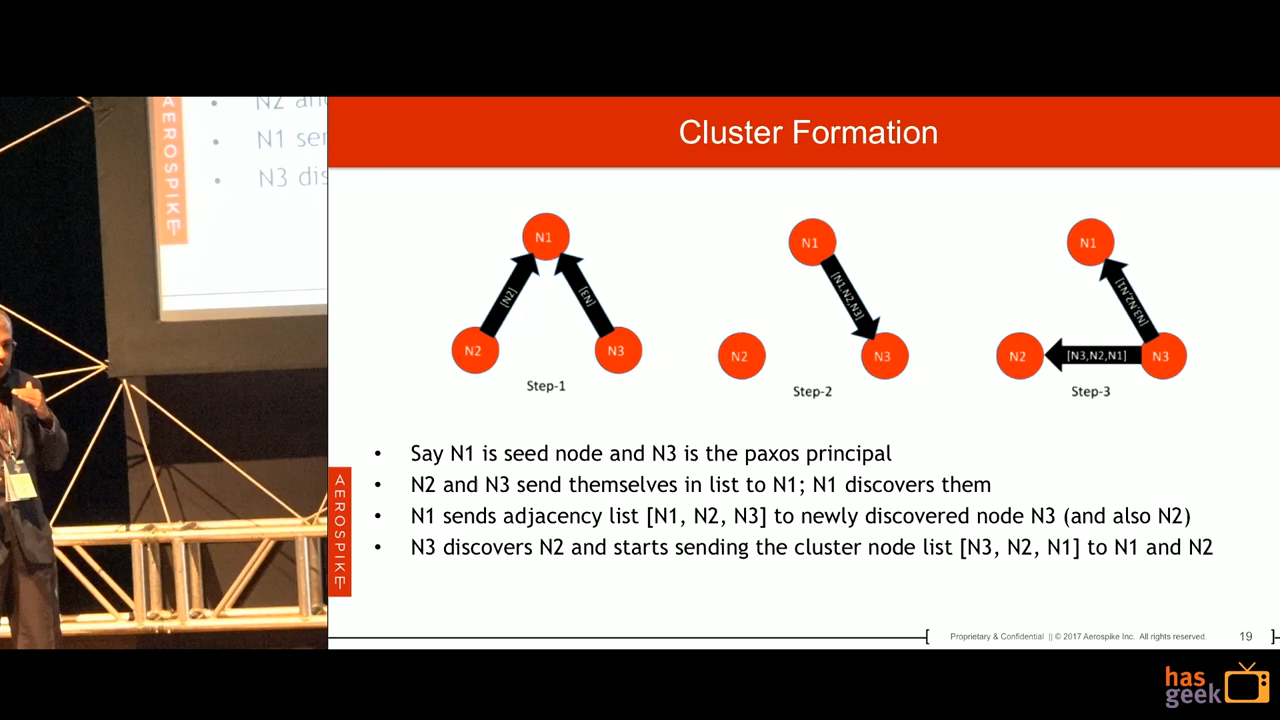 N2 and
N1 ser
N3 dis
AEROSPIKE
Cluster Formation
N1
[N2]
[N3]
N2
N3
Step-1
N1
[N1,N2,N3]
N2
N3
Step-2
N1
[N3,N2,N1]
N2
[N3,N2,N1]
N3
Step-3
• Say N1 is seed node and N3 is the paxos principal
• N2 and N3 send themselves in list to N1; N1 discovers them
• N1 sends adjacency list [N1, N2, N3] to newly discovered node N3 (and also N2)
• N3 discovers N2 and starts sending the cluster node list [N3, N2, N1] to N1 and N2
AEROSPIKE
[ Proprietary & Confidential || © 2017 Aerospike Inc. All rights reserved. 19 ]
has
geek